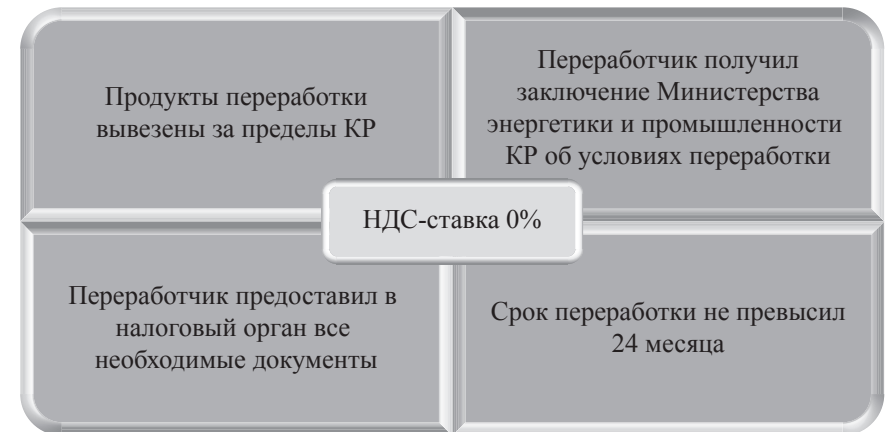 Продукты переработки
вывезены за пределы КР
Переработчик получил
заключение Министерства
энергетики и промышленности
КР об условиях переработки
НДС-ставка 0%
Переработчик предоставил в
налоговый орган все
необходимые документы
Срок переработки не превысил
24 месяца